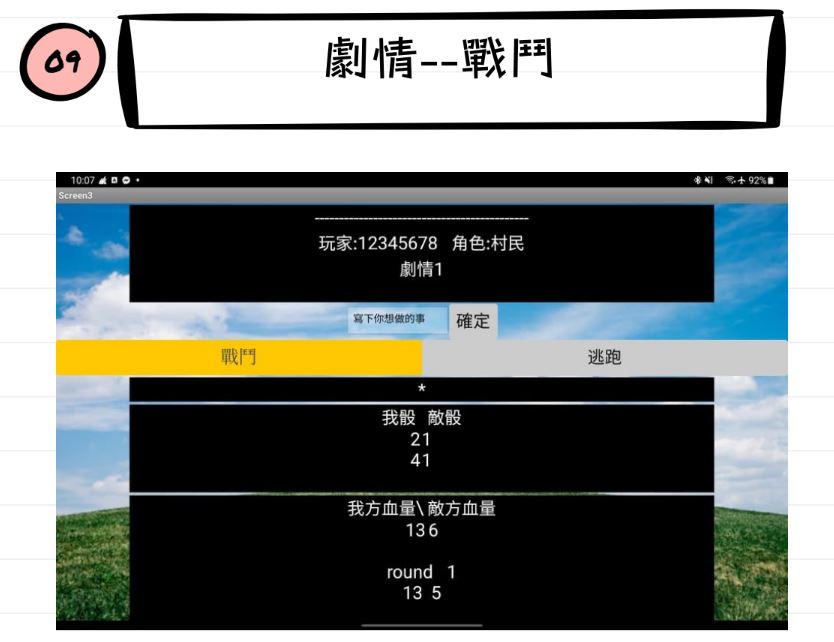 09
劇情--戰鬥
10:07
92%
Screen3
--------------------------------------------
玩家:12345678 角色:村民
劇情1
寫下你想做的事 確定
戰鬥 逃跑
*
我骰 敵骰
21
41
我方血量\敵方血量
136
round 1
13 5